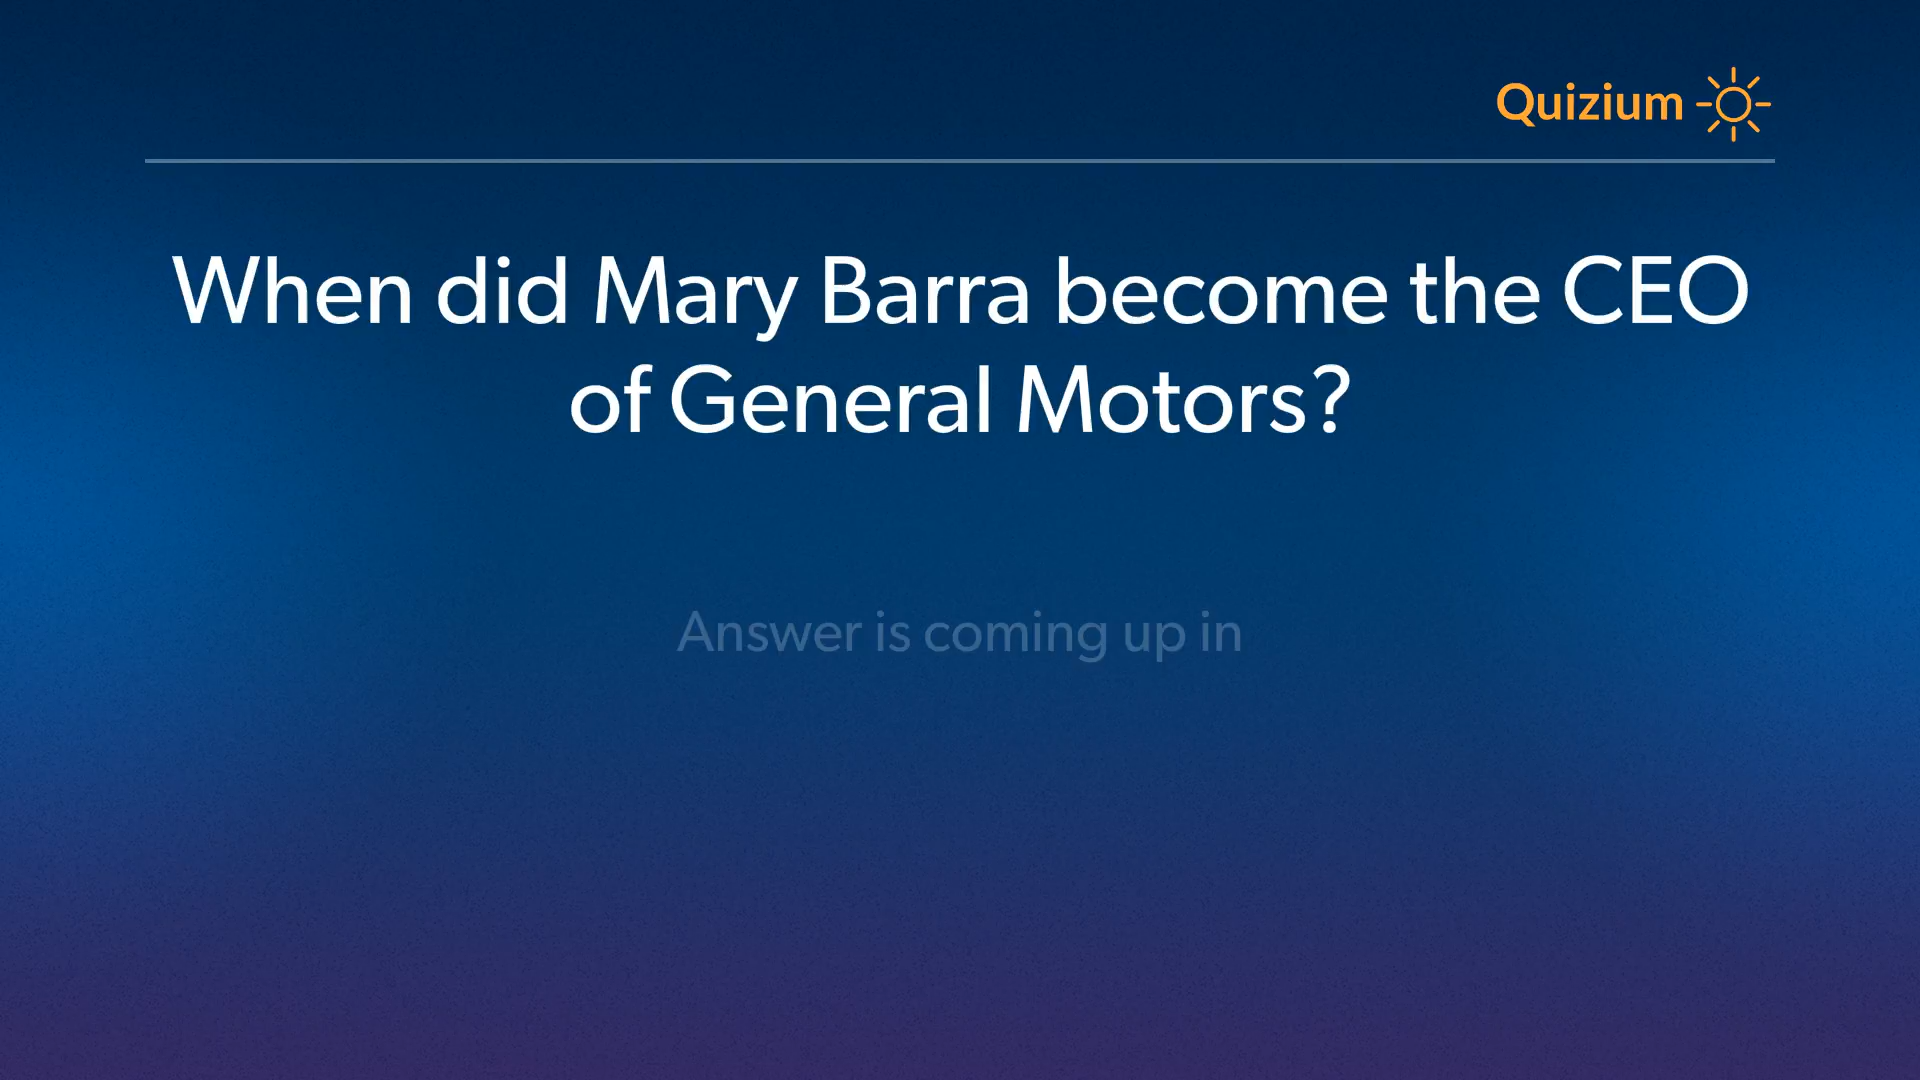 Quizium
When did Mary Barra become the CEO
of General Motors?
Answer is coming up in